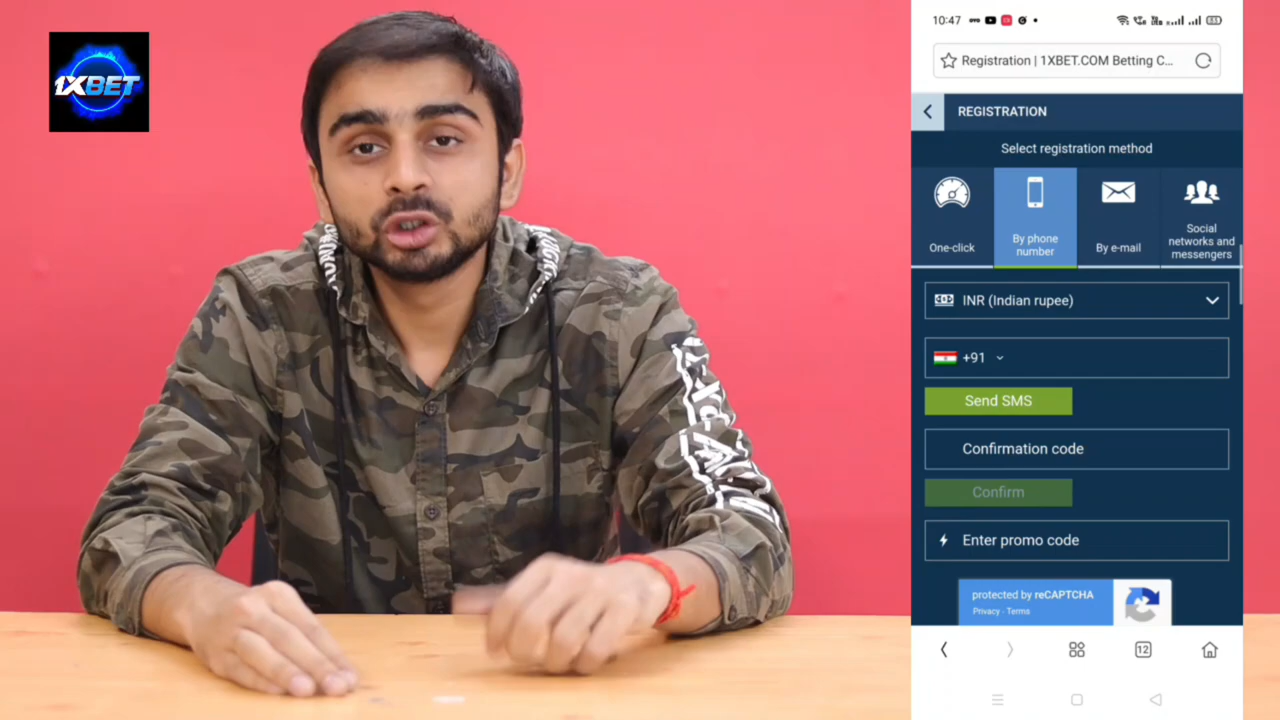 1XBET
10:47
Registration | 1XBET.COM Betting C...
REGISTRATION
Select registration method
One-click
By phone
number
By e-mail
Social
networks and
messengers
INR (Indian rupee)
+91
Send SMS
Confirmation code
Confirm
Enter promo code
protected by reCAPTCHA
Privacy - Terms
12